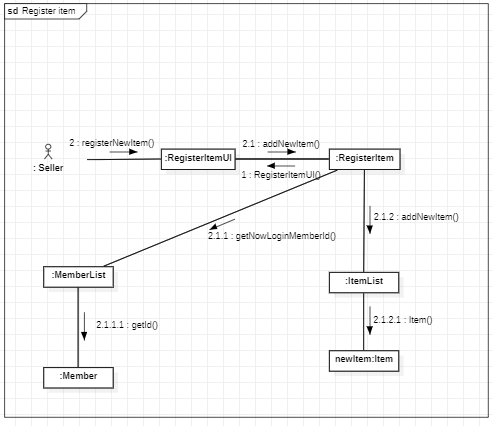 sd Register item
2 : registerNewItem()
2.1 : addNewItem()
: Seller
:RegisterItemUI
:RegisterItem
1 : RegisterItemUI()
2.1.2 : addNewItem()
2.1.1 : getNowLoginMemberId()
:MemberList
:ItemList
2.1.1.1 : getId()
2.1.2.1 : Item()
newItem:Item
:Member